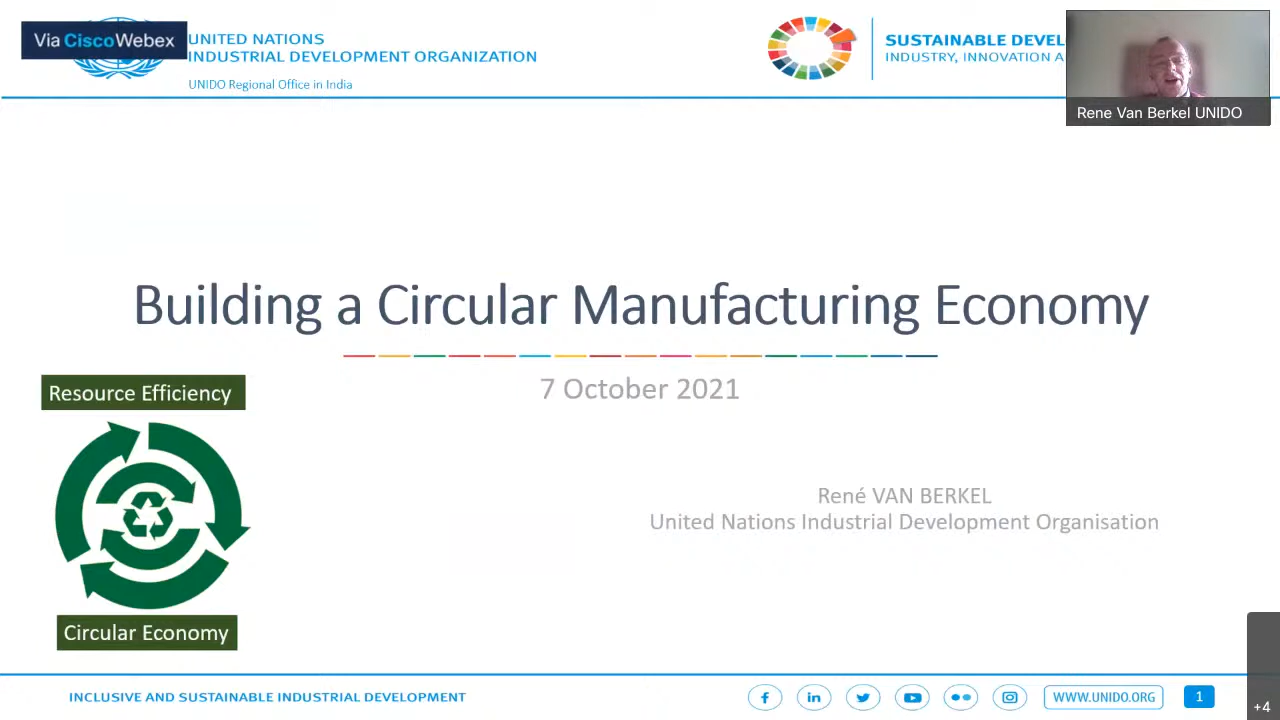 Via CiscoWebex
UNITED NATIONS
INDUSTRIAL DEVELOPMENT ORGANIZATION
UNIDO Regional Office in India
SUSTAINABLE DEVEL
INDUSTRY, INNOVATION A
Rene Van Berkel UNIDO
Building a Circular Manufacturing Economy
7 October 2021
Resource Efficiency
René VAN BERKEL
United Nations Industrial Development Organisation
Circular Economy
INCLUSIVE AND SUSTAINABLE INDUSTRIAL DEVELOPMENT
WWW.UNIDO.ORG
1
+4